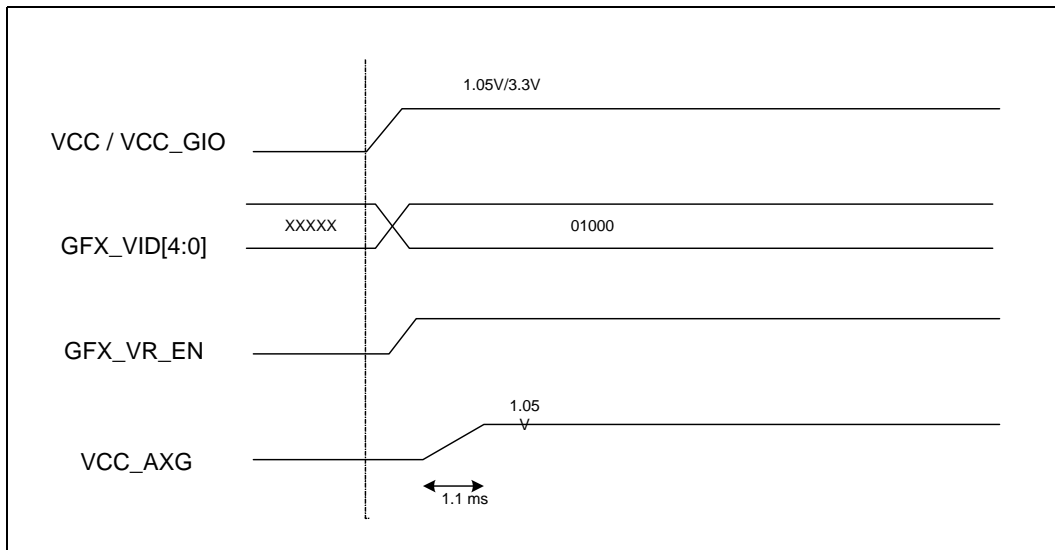 1.05V/3.3V
VCC / VCC_GIO
XXXXX
01000
GFX_VID[4:0]
GFX_VR_EN
1.05
V
VCC_AXG
1.1 ms